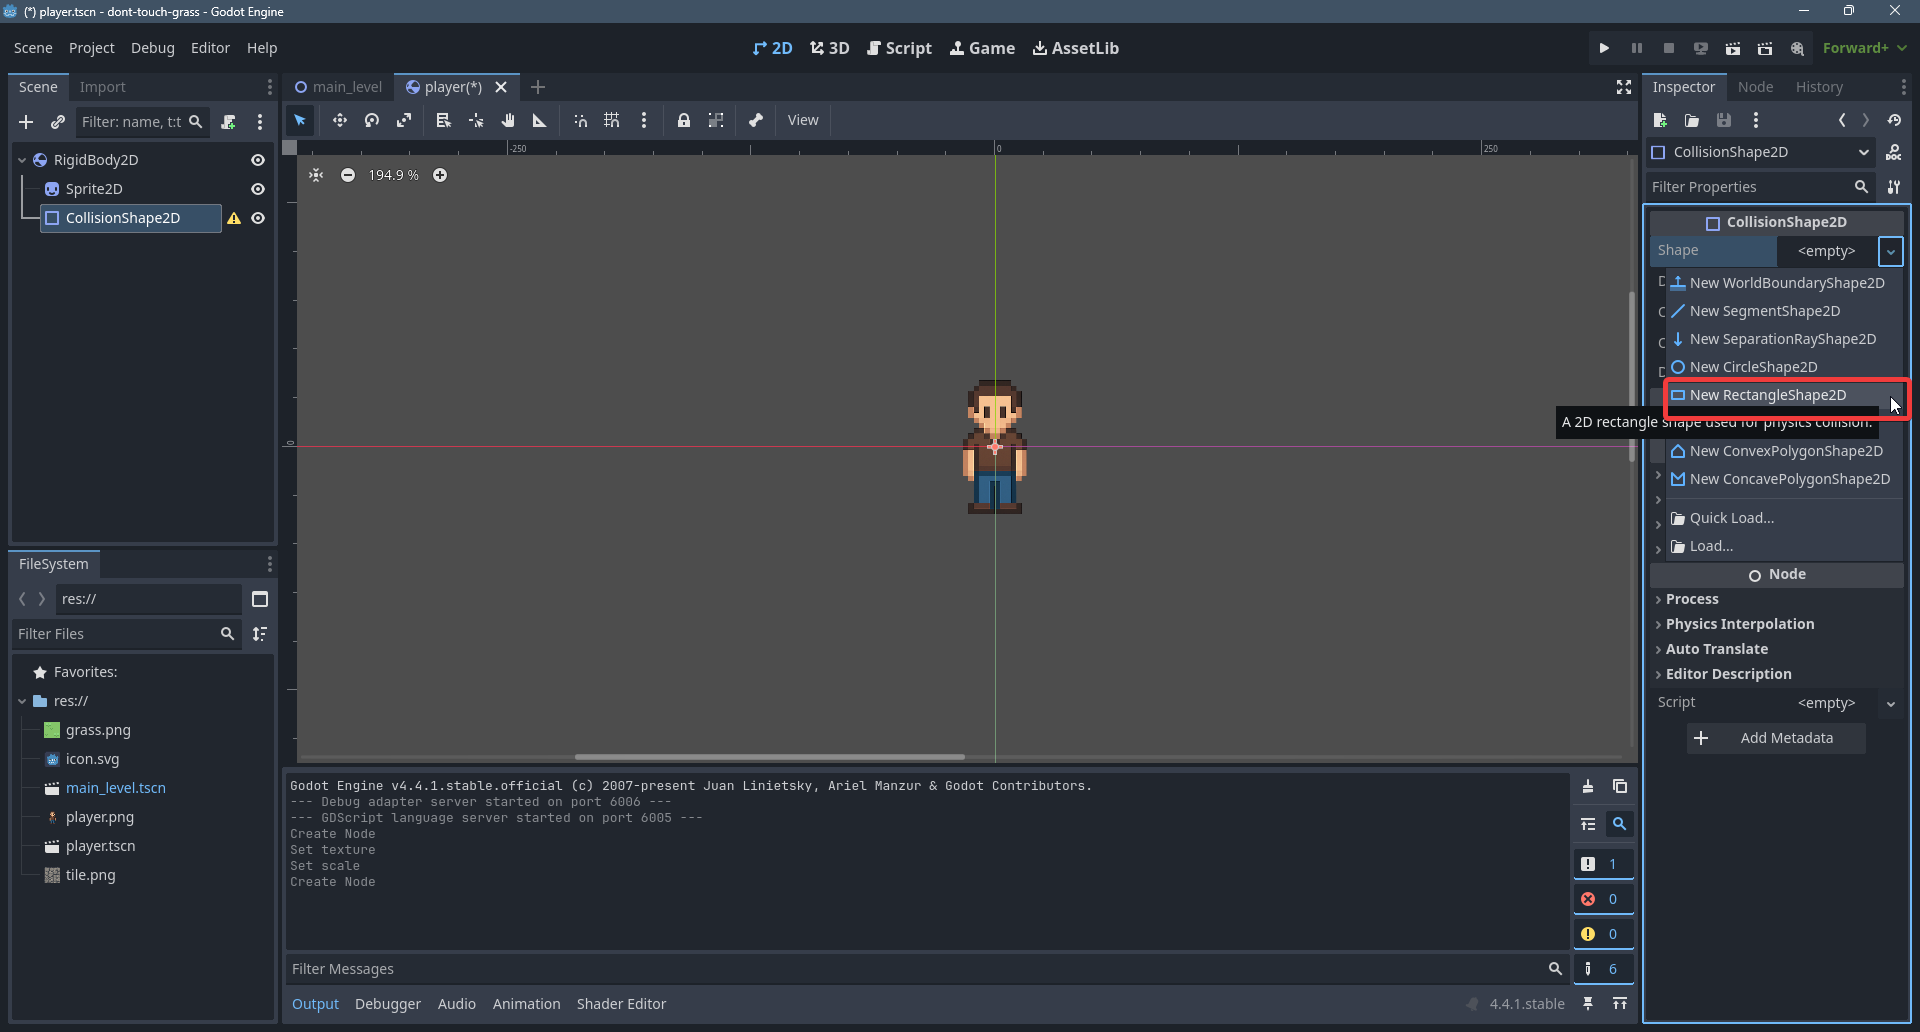 (*) player.tscn - dont-touch-grass - Godot Engine
Scene Project Debug Editor Help
2D 3D Script Game AssetLib
Forward+
Scene Import
main_level player(*)
Inspector Node History
Filter: name, t:t
View
RigidBody2D
Sprite2D
CollisionShape2D
-250 0 250
0
194.9 %
CollisionShape2D
Filter Properties
CollisionShape2D
Shape <empty>
New WorldBoundaryShape2D
New SegmentShape2D
New SeparationRayShape2D
New CircleShape2D
New RectangleShape2D
A 2D rectangle shape used for physics collision.
New ConvexPolygonShape2D
New ConcavePolygonShape2D
Quick Load...
Load...
Node
Process
Physics Interpolation
Auto Translate
Editor Description
Script <empty>
Add Metadata
FileSystem
res://
Filter Files
Favorites:
res://
grass.png
icon.svg
main_level.tscn
player.png
player.tscn
tile.png
Godot Engine v4.4.1.stable.official (c) 2007-present Juan Linietsky, Ariel Manzur & Godot Contributors.
--- Debug adapter server started on port 6006 ---
--- GDScript language server started on port 6005 ---
Create Node
Set texture
Set scale
Create Node
1
0
0
6
Filter Messages
Output Debugger Audio Animation Shader Editor
4.4.1.stable